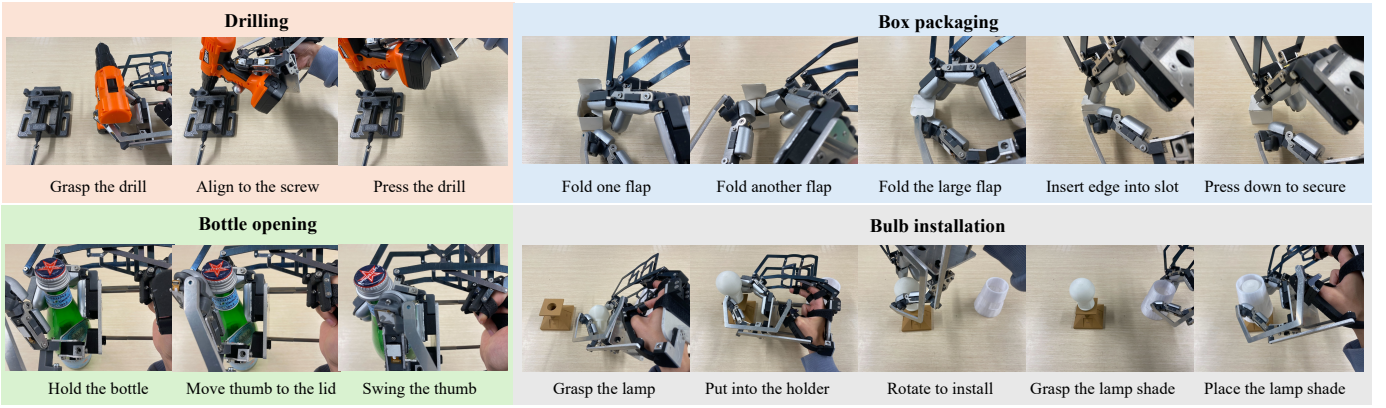 Drilling
Grasp the drill
Align to the screw
Press the drill
Box packaging
Fold one flap
Fold another flap
Fold the large flap
Insert edge into slot
Press down to secure
Bottle opening
Hold the bottle
Move thumb to the lid
Swing the thumb
Bulb installation
Grasp the lamp
Put into the holder
Rotate to install
Grasp the lamp shade
Place the lamp shade